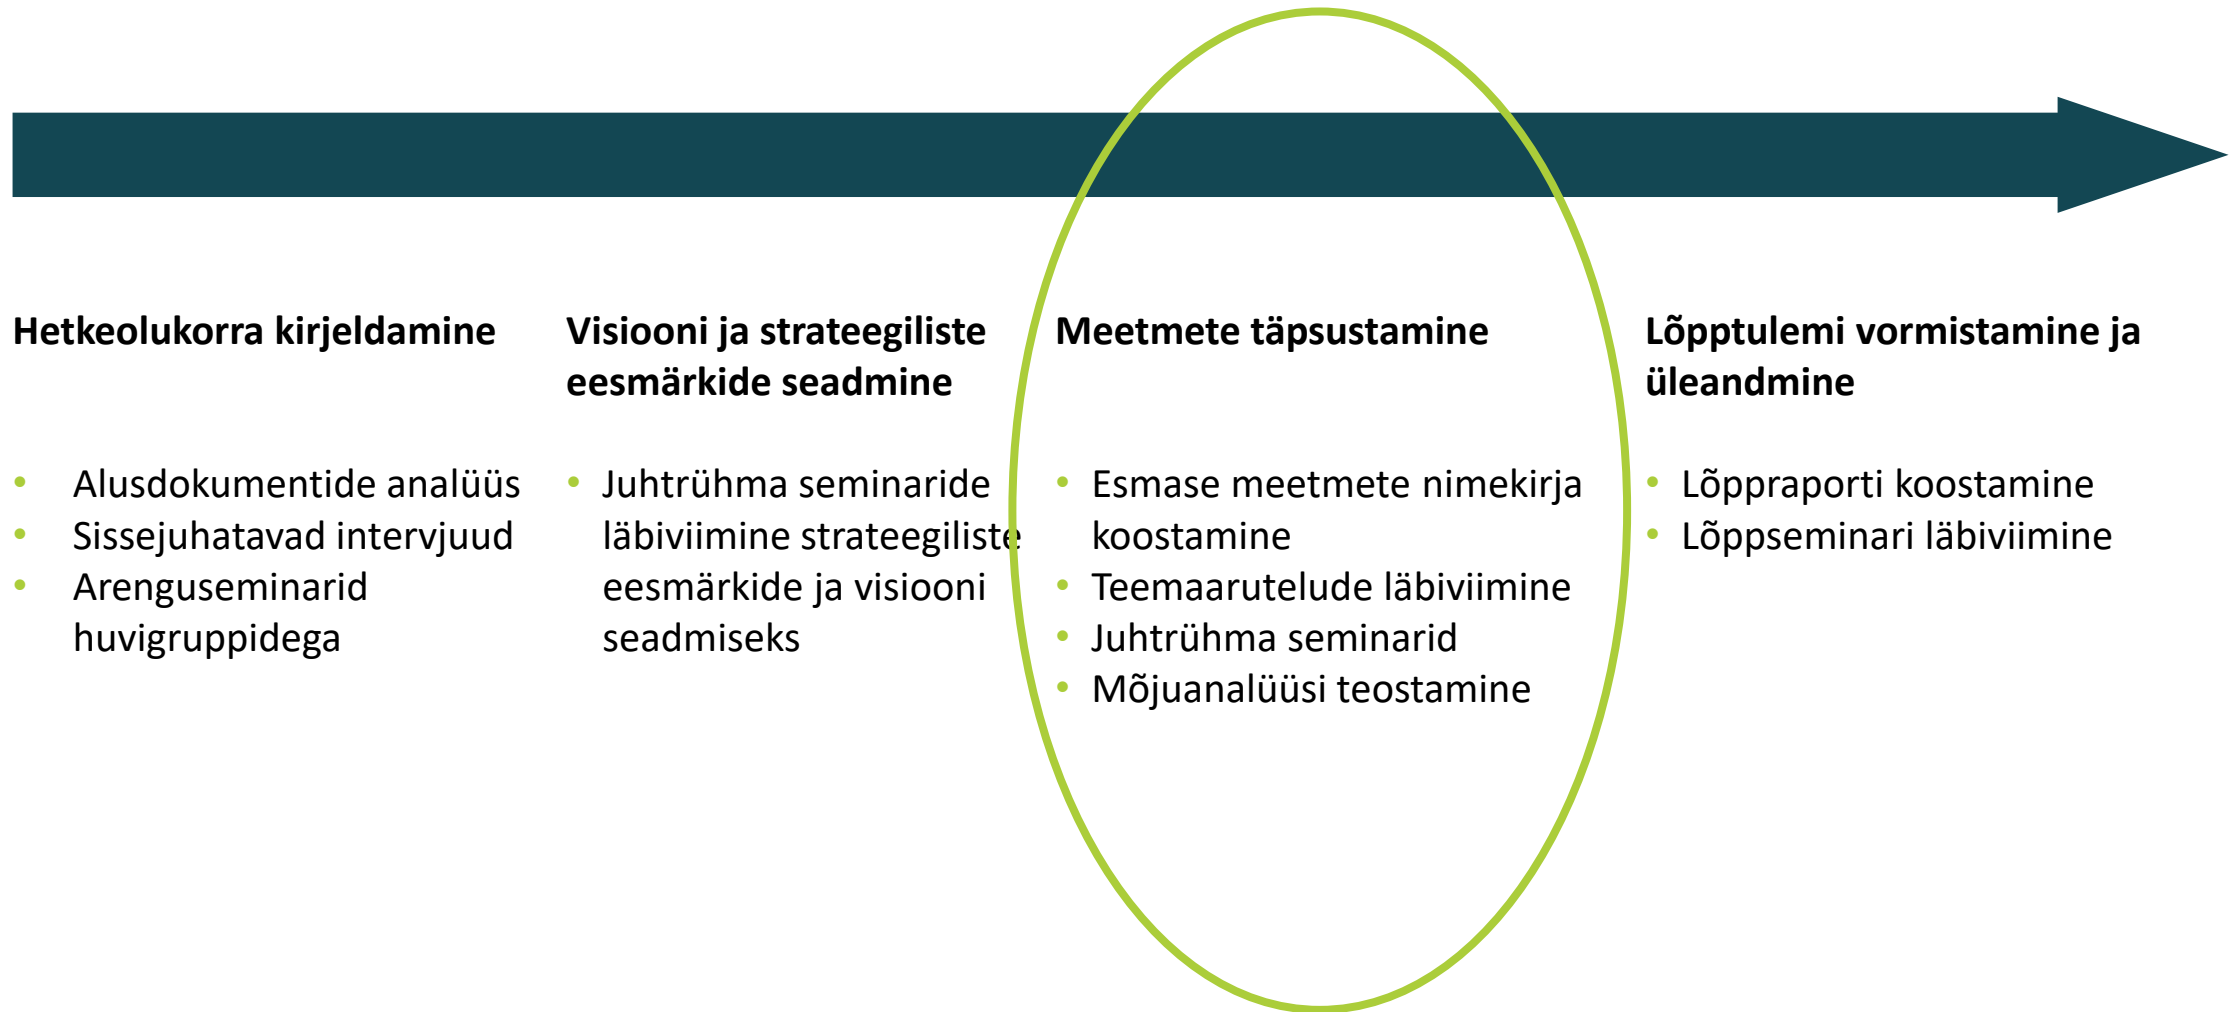 Hetkeolukorra kirjeldamine
• Alusdokumentide analüüs
• Sissejuhatavad intervjuud
• Arenguseminarid
huvigruppidega
Visiooni ja strateegiliste
eesmärkide seadmine
• Juhtrühma seminaride
läbiviimine strateegiliste
eesmärkide ja visiooni
seadmiseks
Meetmete täpsustamine
• Esmase meetmete nimekirja
koostamine
• Teemaarutelude läbiviimine
• Juhtrühma seminarid
• Mõjuanalüüsi teostamine
Lõpptulemi vormistamine ja
üleandmine
• Lõppraporti koostamine
• Lõppseminari läbiviimine